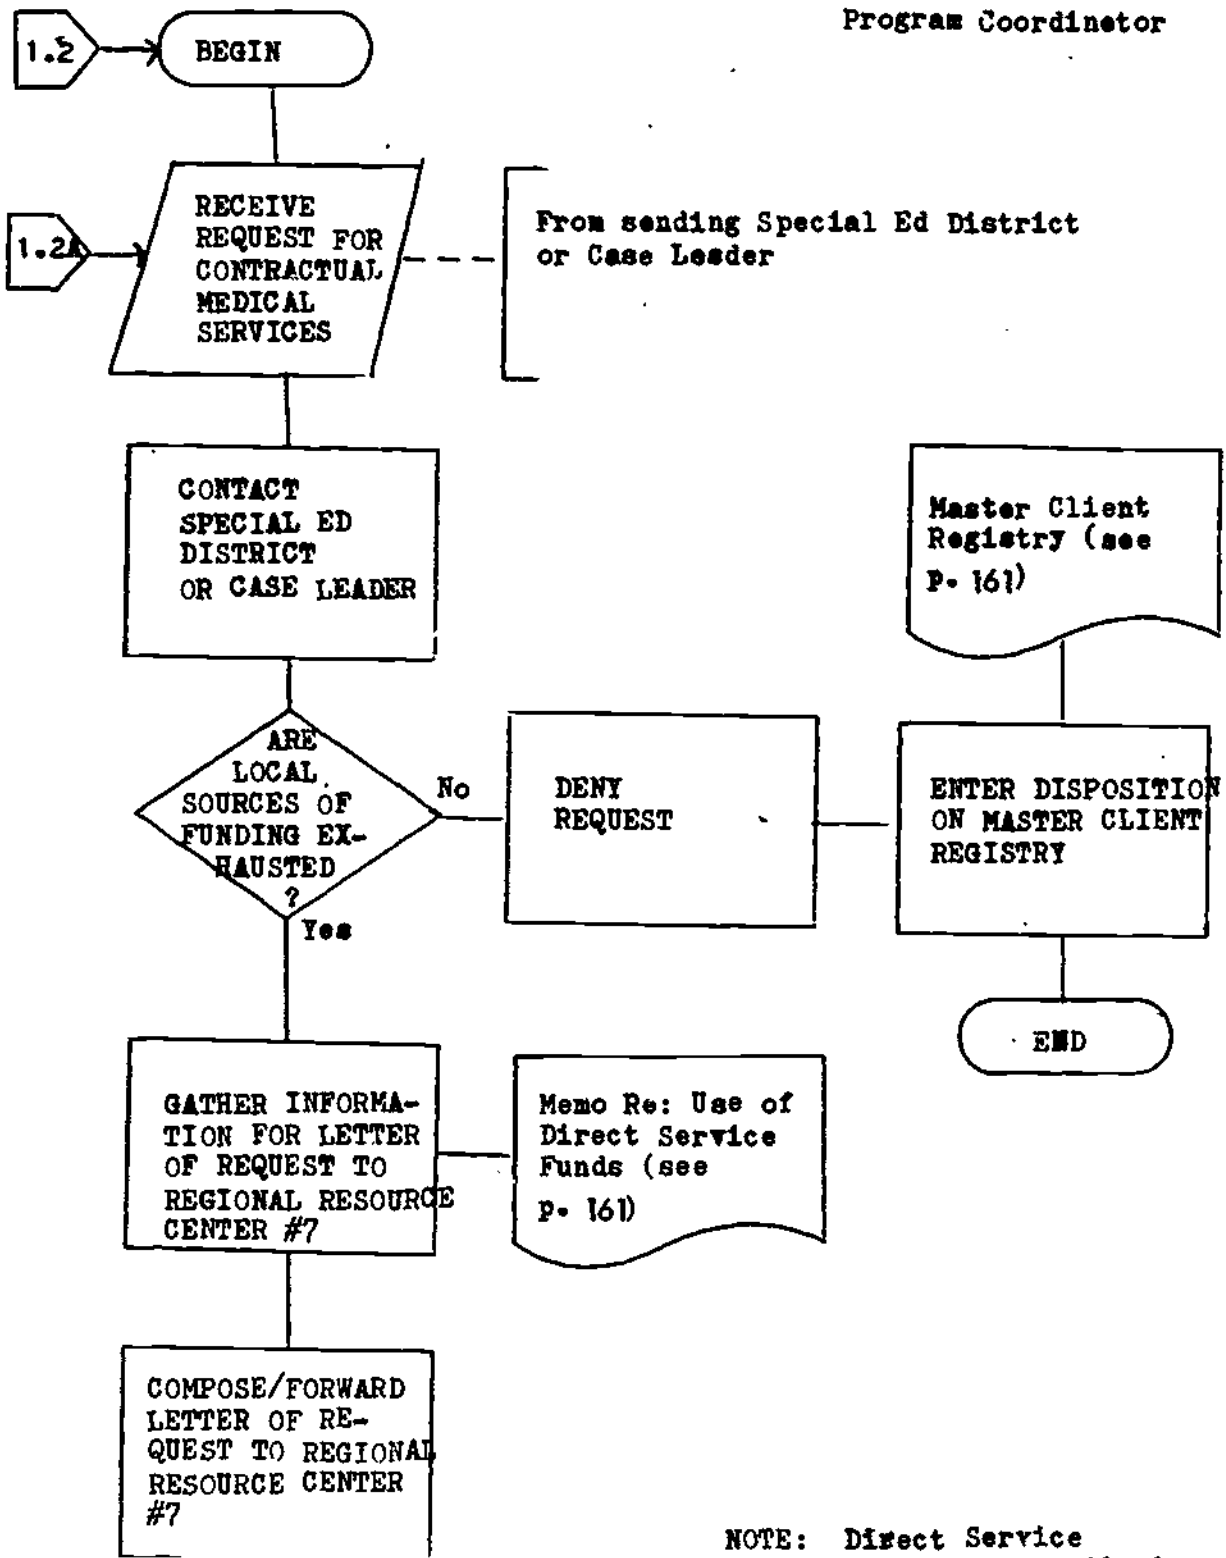 Program Coordinator
1.2
BEGIN
1.2A
RECEIVE
REQUEST FOR
CONTRACTUAL
MEDICAL
SERVICES
From sending Special Ed District
or Case Leader
CONTACT
SPECIAL ED
DISTRICT
OR CASE LEADER
Master Client
Registry (see
p. 161)
ARE
LOCAL
SOURCES OF
FUNDING EX-
HAUSTED
?
No
Yes
DENY
REQUEST
ENTER DISPOSITION
ON MASTER CLIENT
REGISTRY
END
GATHER INFORMA-
TION FOR LETTER
OF REQUEST TO
REGIONAL RESOURCE
CENTER #7
Memo Re: Use of
Direct Service
Funds (see
p. 161)
COMPOSE/FORWARD
LETTER OF RE-
QUEST TO REGIONAL
RESOURCE CENTER
#7
NOTE: Direct Service